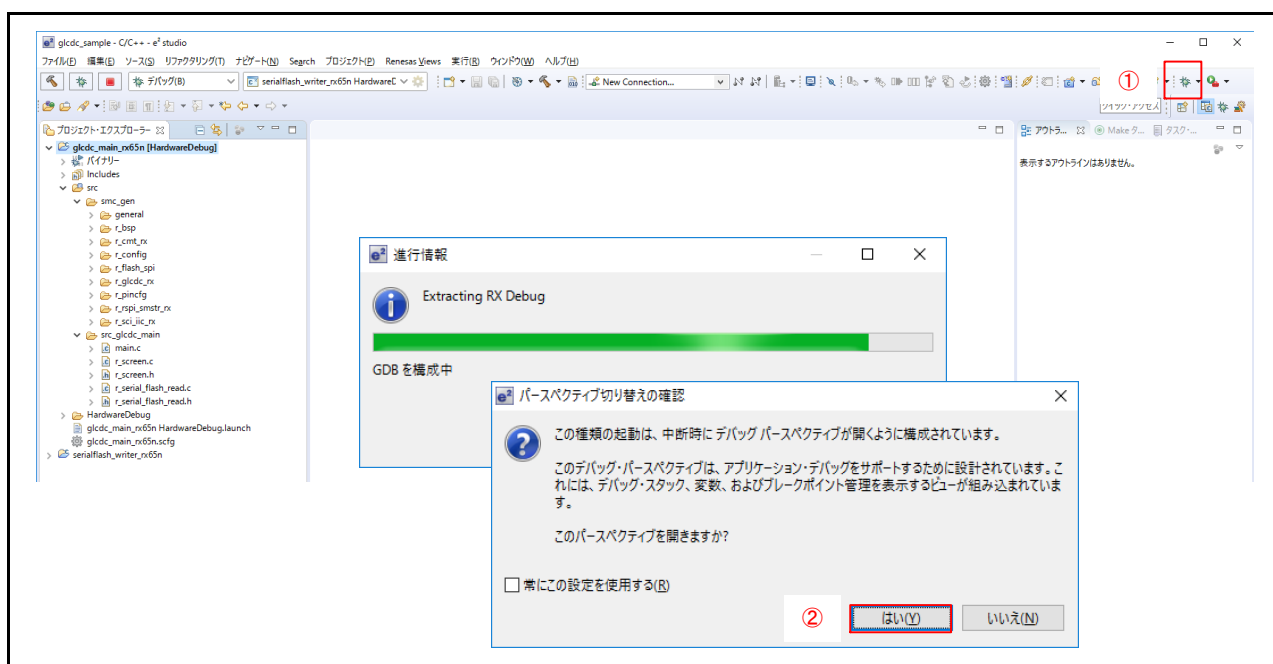 glcdc_sample - C/C++ - e² studio
ファイル(F) 編集(E) ソース(S) リファクタリング(T) ナビゲート(N) Search プロジェクト(P) Renesas Views 実行(R) ウインドウ(W) ヘルプ(H)
デバッグ(B) serialflash_writer_rx65n HardwareD New Connection...
①
クイック・アクセス
プロジェクト・エクスプローラー
アウトラ... Make タ... タスク・...
glcdc_main_rx65n [HardwareDebug]
表示するアウトラインはありません。
バイナリー
Includes
src
smc_gen
general
r_bsp
r_cmt_rx
r_config
r_flash_spi
r_glcdc_rx
r_pincfg
r_rspi_smstr_rx
r_sci_iic_rx
src_glcdc_main
main.c
r_screen.c
r_screen.h
r_serial_flash_read.c
r_serial_flash_read.h
HardwareDebug
glcdc_main_rx65n HardwareDebug.launch
glcdc_main_rx65n.scfg
serialflash_writer_rx65n
進行情報
Extracting RX Debug
GDB を構成中
パースペクティブ切り替えの確認
この種類の起動は、中断時にデバッグ パースペクティブが開くように構成されています。
このデバッグ・パースペクティブは、アプリケーション・デバッグをサポートするために設計されています。こ
れには、デバッグ・スタック、変数、およびブレークポイント管理を表示するビューが組み込まれていま
す。
このパースペクティブを開きますか?
常にこの設定を使用する(R)
②
はい(Y) いいえ(N)